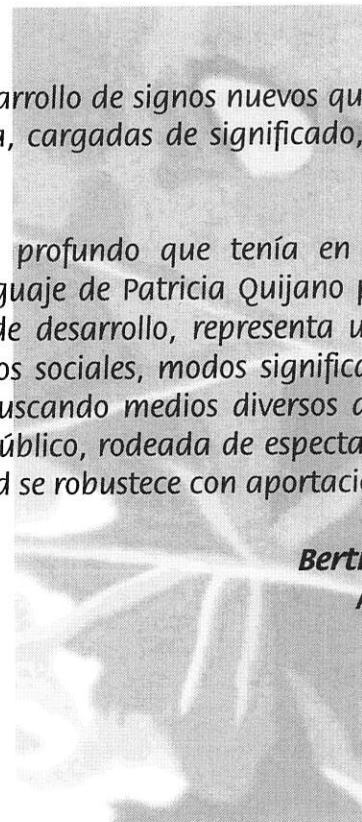 arrollo de signos nuevos qu
, cargadas de significado,
profundo que tenía en
guaje de Patricia Quijano p
de desarrollo, representa u
os sociales, modos significa
uscando medios diversos
úblico, rodeada de especta
d se robustece con aportacio
Bert